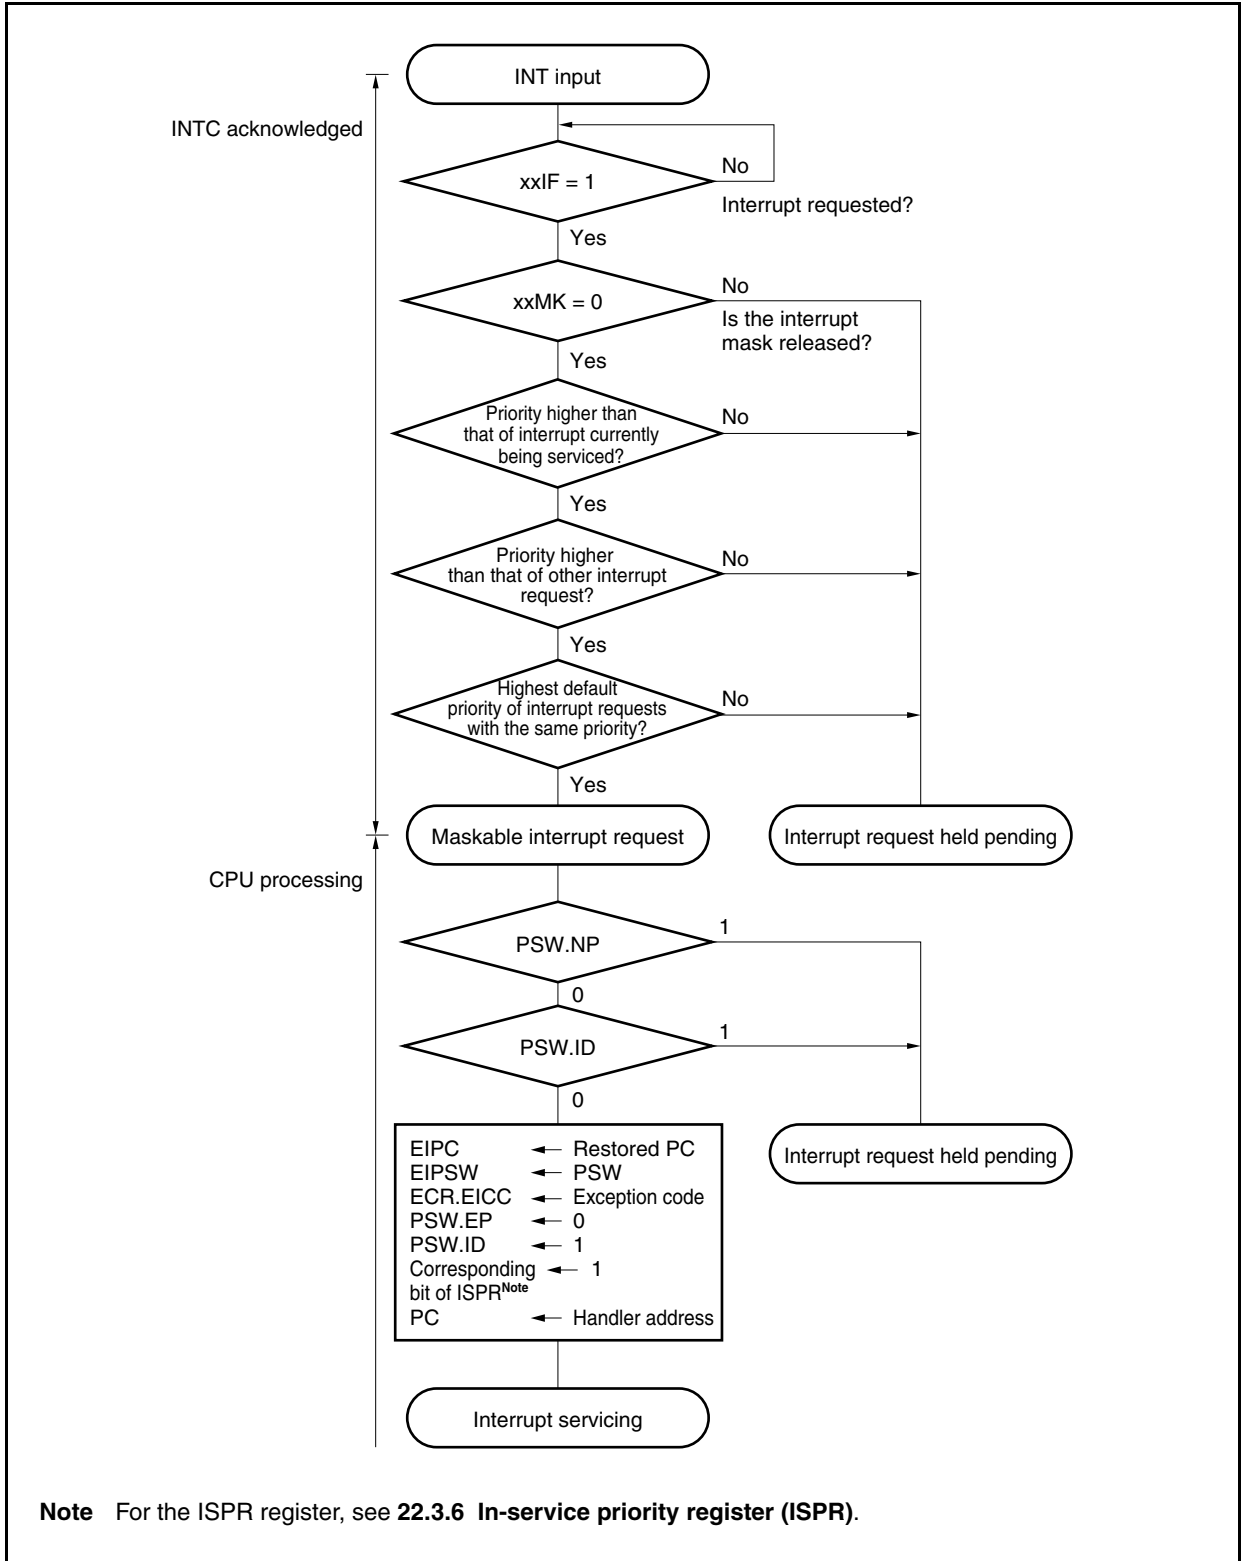 INT input
INTC acknowledged
xxIF = 1
No
Interrupt requested?
Yes
xxMK = 0
No
Is the interrupt
mask released?
Yes
Priority higher than
that of interrupt currently
being serviced?
No
Yes
Priority higher
than that of other interrupt
request?
No
Yes
Highest default
priority of interrupt requests
with the same priority?
No
Yes
Maskable interrupt request
Interrupt request held pending
CPU processing
PSW.NP
1
0
PSW.ID
1
0
EIPC ← Restored PC
EIPSW ← PSW
ECR.EICC ← Exception code
PSW.EP ← 0
PSW.ID ← 1
Corresponding ← 1
bit of ISPRNote
PC ← Handler address
Interrupt request held pending
Interrupt servicing
Note For the ISPR register, see 22.3.6 In-service priority register (ISPR).